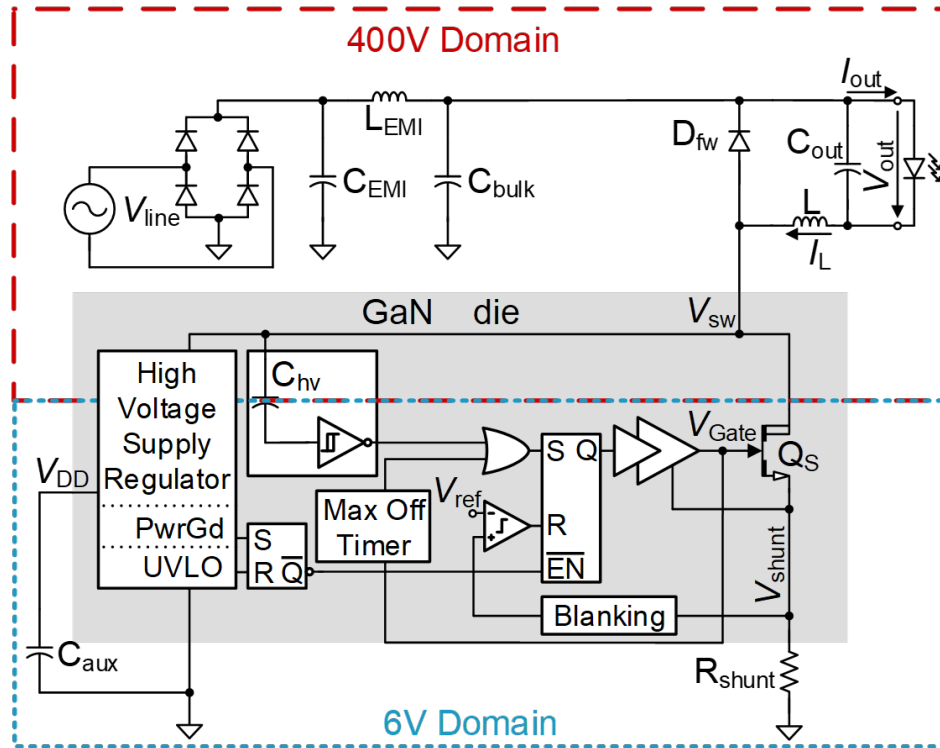 400V Domain
Iout
LEMI
Dfw
Cout
Vout
CEMI
Cbulk
Vline
L
IL
GaN die
Vsw
High
Voltage
Supply
Regulator
Chv
VGate
QS
VDD
S Q
Vref
Max Off
Timer
- 
+
R
PwrGd
UVLO
S
R Q̅
E̅N̅
Vshunt
Blanking
Caux
Rshunt
6V Domain